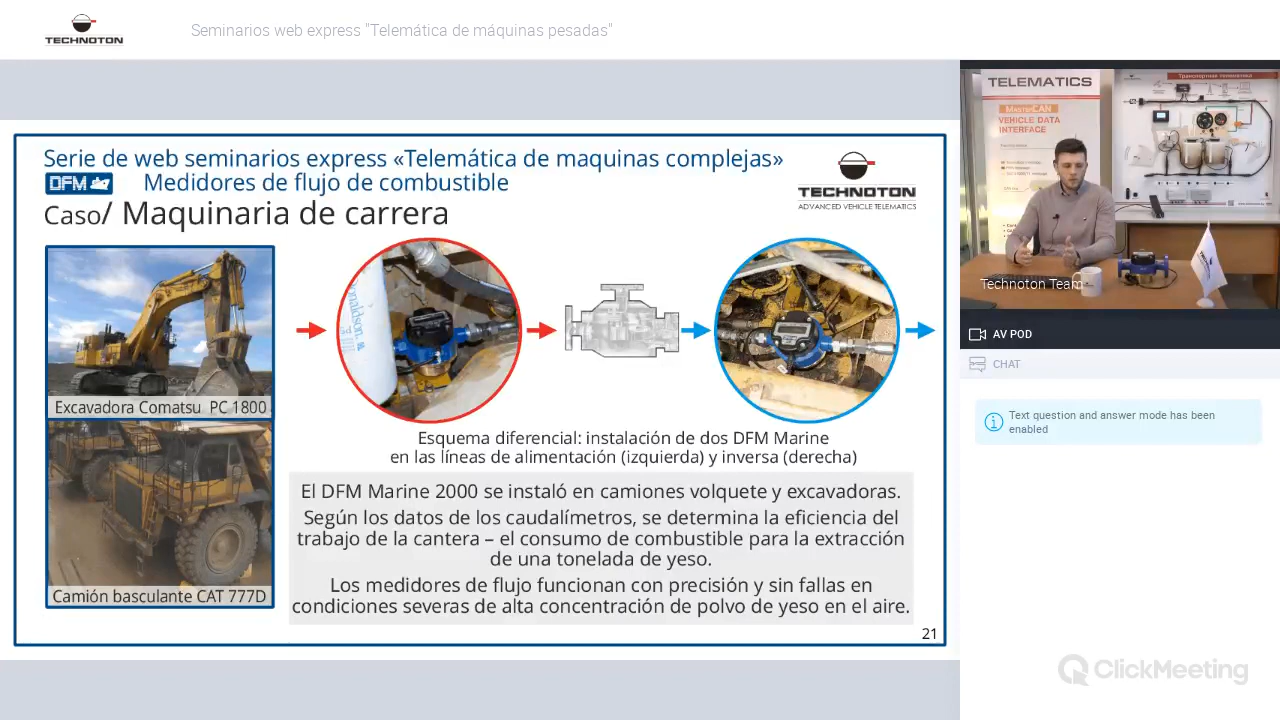 TECHNOTON
Seminarios web express "Telemática de máquinas pesadas"
Serie de web seminarios express «Telemática de maquinas complejas»
DFM
Medidores de flujo de combustible
Caso/ Maquinaria de carrera
TECHNOTON
ADVANCED VEHICLE TELEMATICS
Excavadora Comatsu PC 1800
Camión basculante CAT 777D
Esquema diferencial: instalación de dos DFM Marine
en las líneas de alimentación (izquierda) y inversa (derecha)
El DFM Marine 2000 se instaló en camiones volquete y excavadoras.
Según los datos de los caudalímetros, se determina la eficiencia del
trabajo de la cantera – el consumo de combustible para la extracción
de una tonelada de yeso.
Los medidores de flujo funcionan con precisión y sin fallas en
condiciones severas de alta concentración de polvo de yeso en el aire.
21
TELEMATICS
MASTERCAN
VEHICLE DATA
INTERFACE
Транспортная телематика
Technoton Team
AV POD
CHAT
Text question and answer mode has been
enabled
ClickMeeting